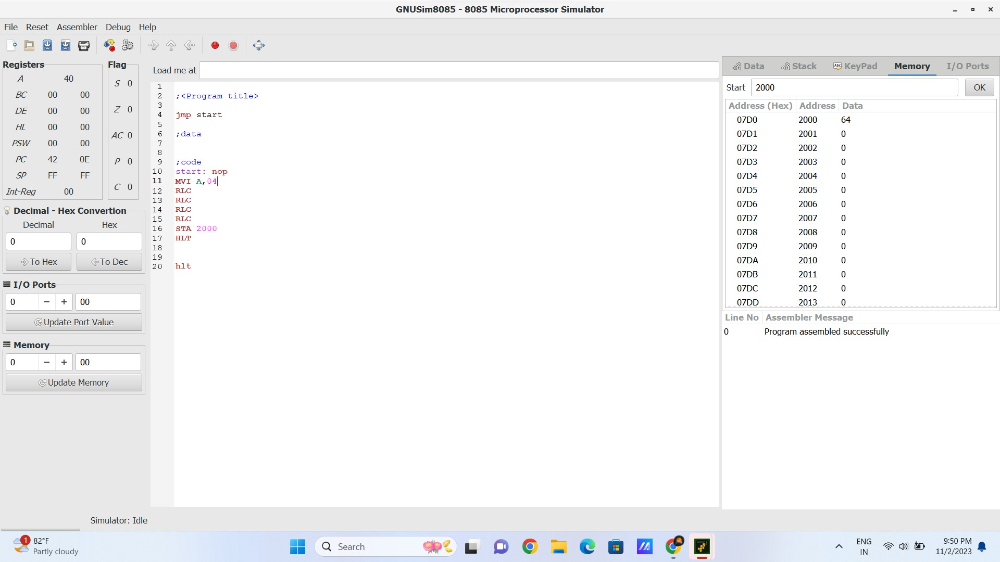 GNUSim8085 - 8085 Microprocessor Simulator
File Reset Assembler Debug Help
Registers
A 40
BC 00 00
DE 00 00
HL 00 00
PSW 00 00
PC 42 0E
SP FF FF
Int-Reg 00
Flag
S 0
Z 0
AC 0
P 0
C 0
Decimal - Hex Convertion
Decimal Hex
0 0
To Hex To Dec
I/O Ports
0 − + 00
Update Port Value
Memory
0 − + 00
Update Memory
Load me at
1
2 ;<Program title>
3
4 jmp start
5
6 ;data
7
8
9 ;code
10 start: nop
11 MVI A,04
12 RLC
13 RLC
14 RLC
15 RLC
16 STA 2000
17 HLT
18
19
20 hlt
Data Stack Abc KeyPad Memory I/O Ports
Start 2000 OK
Address (Hex) Address Data
07D0 2000 64
07D1 2001 0
07D2 2002 0
07D3 2003 0
07D4 2004 0
07D5 2005 0
07D6 2006 0
07D7 2007 0
07D8 2008 0
07D9 2009 0
07DA 2010 0
07DB 2011 0
07DC 2012 0
07DD 2013 0
Line No Assembler Message
0 Program assembled successfully
Simulator: Idle
1
82°F
Partly cloudy
Search
ENG
IN
9:50 PM
11/2/2023